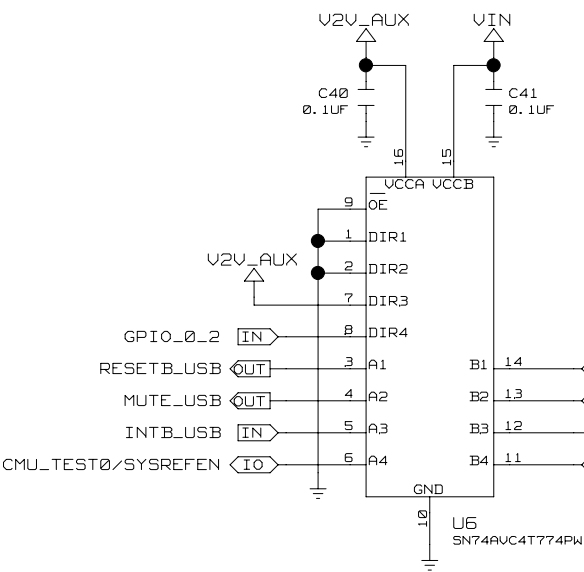 V2V_AUX VIN
C40 C41
0.1UF 0.1UF
16 15
VCCA VCCB
9 OE
1 DIR1
V2V_AUX 2 DIR2
7 DIR3
GPIO_0_2 IN 8 DIR4
RESETB_USB OUT 3 A1 B1 14
MUTE_USB OUT 4 A2 B2 13
INTB_USB IN 5 A3 B3 12
CMU_TEST0/SYSREFEN IO 6 A4 B4 11
GND
10 U6
SN74AVC4T774PW